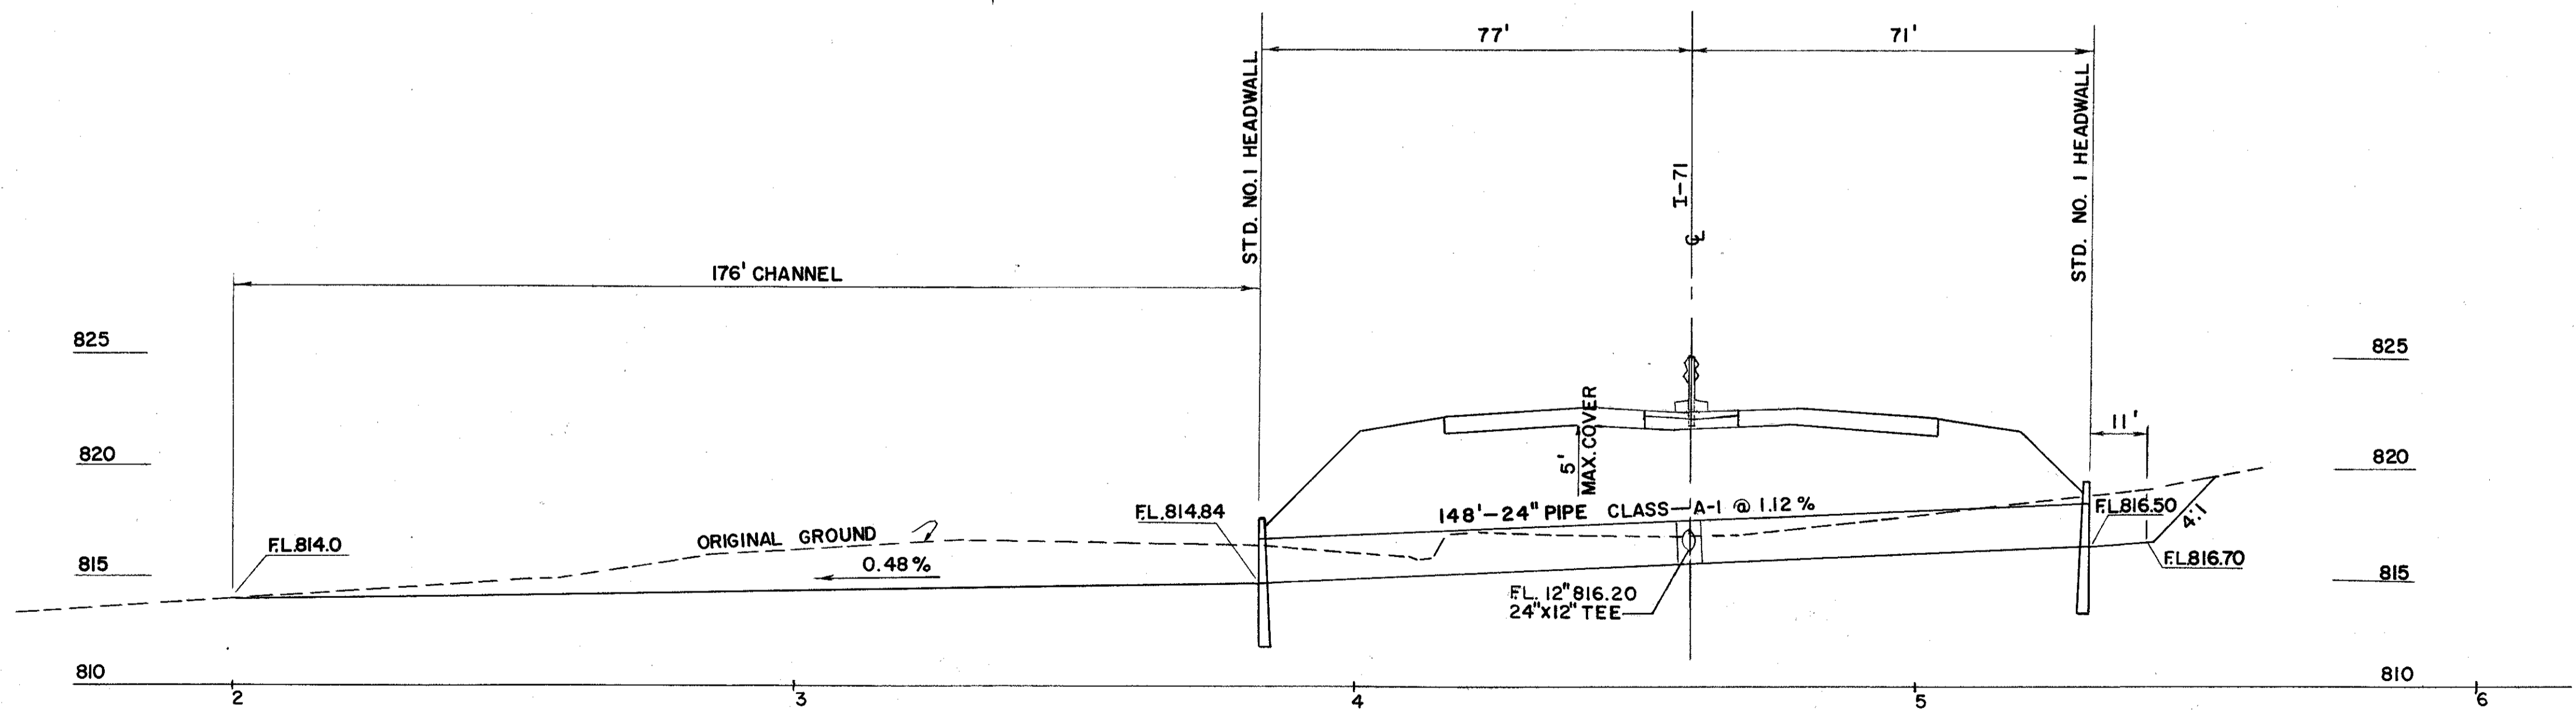 77'
71'
STD. NO. 1 HEADWALL
STD. NO. 1 HEADWALL
I-71
℄
176' CHANNEL
825
825
820
820
11'
5'
MAX. COVER
148'-24" PIPE CLASS-A-1 @ 1.12%
F.L. 814.84
F.L. 816.50
4:1
ORIGINAL GROUND
F.L. 814.0
0.48%
F.L. 816.70
815
815
F.L. 12" 816.20
24"X12" TEE
810
810
2
3
4
5
6